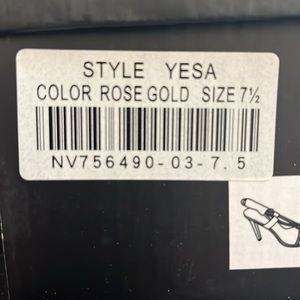 STYLE YESA
COLOR ROSE GOLD SIZE 7½
NV756490-03-7.5